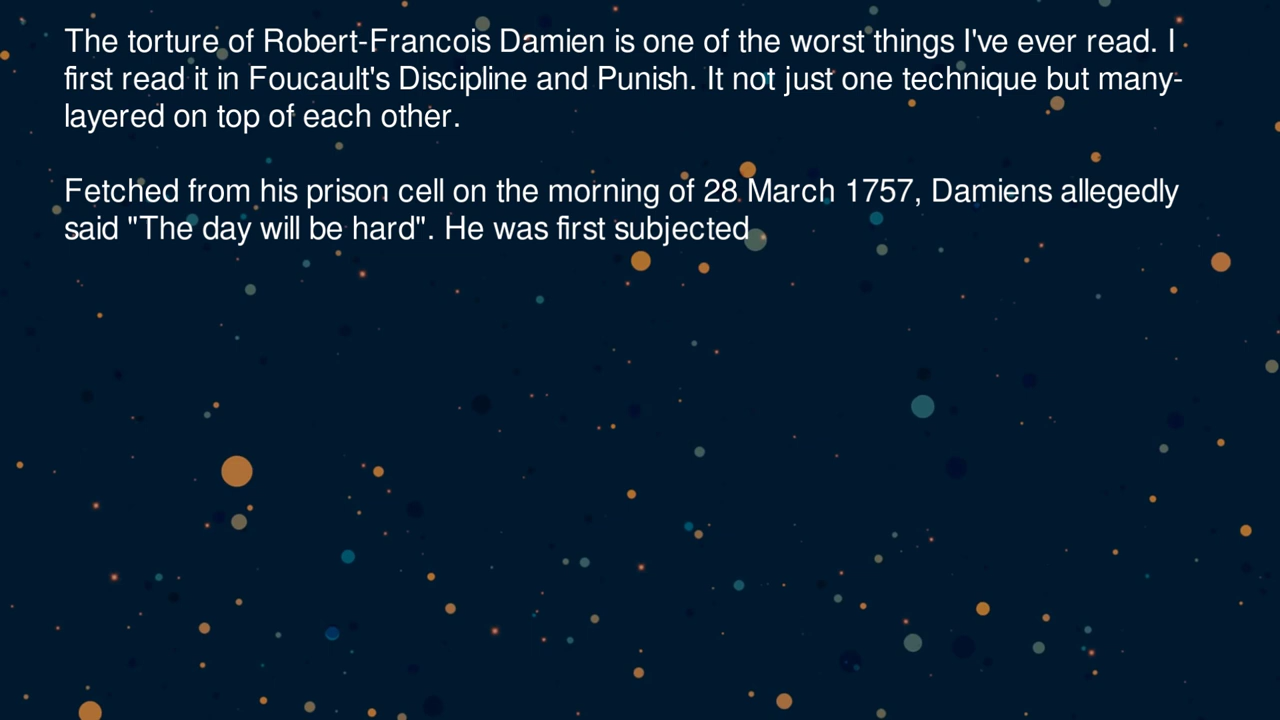 The torture of Robert-Francois Damien is one of the worst things I've ever read. I
first read it in Foucault's Discipline and Punish. It not just one technique but many-
layered on top of each other.
Fetched from his prison cell on the morning of 28 March 1757, Damiens allegedly
said "The day will be hard". He was first subjected